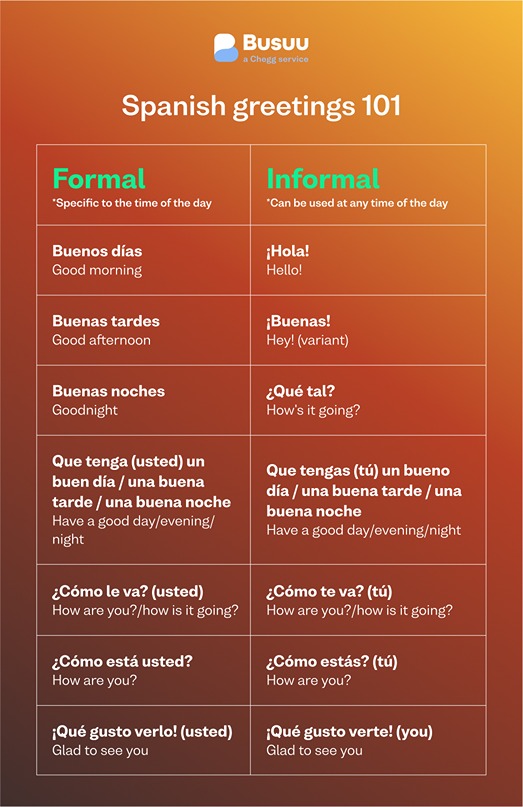 Busuu
a Chegg service
Spanish greetings 101
Formal
*Specific to the time of the day
Informal
*Can be used at any time of the day
Buenos días
Good morning
¡Hola!
Hello!
Buenas tardes
Good afternoon
¡Buenas!
Hey! (variant)
Buenas noches
Goodnight
¿Qué tal?
How's it going?
Que tenga (usted) un
buen día / una buena
tarde / una buena noche
Have a good day/evening/
night
Que tengas (tú) un bueno
día / una buena tarde / una
buena noche
Have a good day/evening/night
¿Cómo le va? (usted)
How are you?/how is it going?
¿Cómo te va? (tú)
How are you?/how is it going?
¿Cómo está usted?
How are you?
¿Cómo estás? (tú)
How are you?
¡Qué gusto verlo! (usted)
Glad to see you
¡Qué gusto verte! (you)
Glad to see you